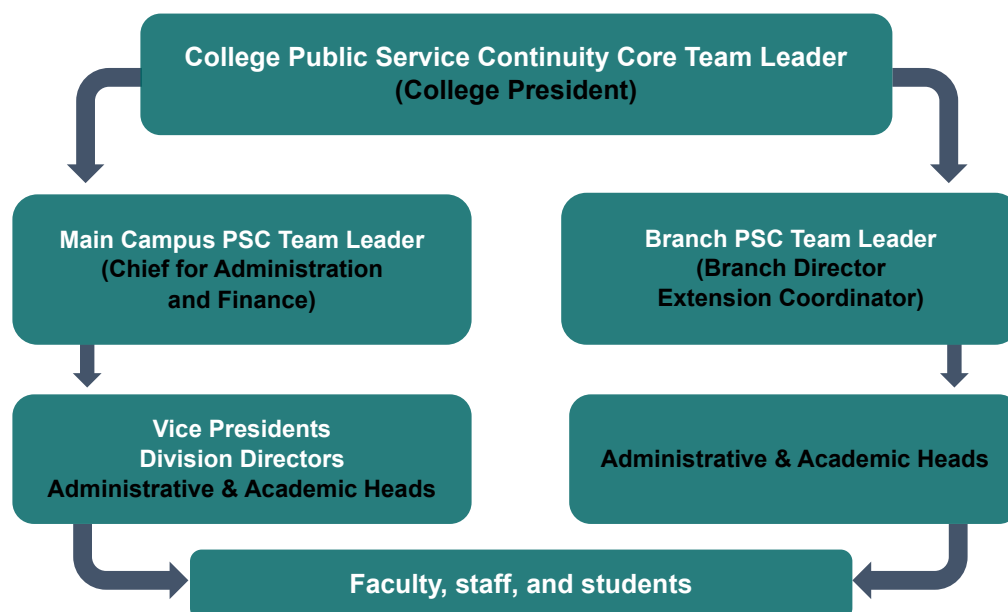 College Public Service Continuity Core Team Leader
(College President)
Main Campus PSC Team Leader
(Chief for Administration
and Finance)
Branch PSC Team Leader
(Branch Director
Extension Coordinator)
Vice Presidents
Division Directors
Administrative & Academic Heads
Administrative & Academic Heads
Faculty, staff, and students